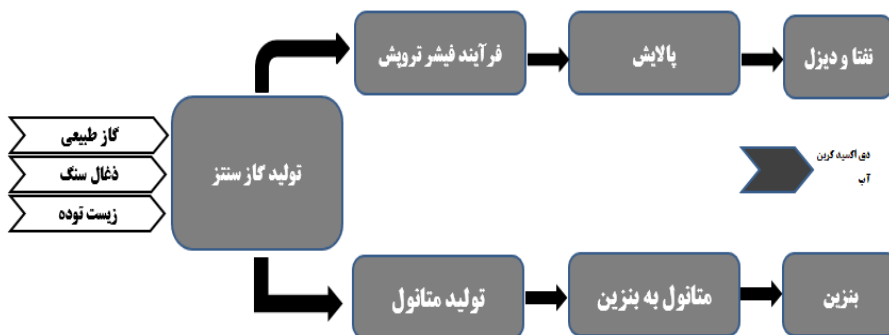 فرآیند فیشر تروپش
پالایش
نفتا و دیزل
گاز طبیعی
ذغال سنگ
زیست توده
تولید گاز سنتز
دی اکسید کربن
آب
تولید متانول
متانول به بنزین
بنزین